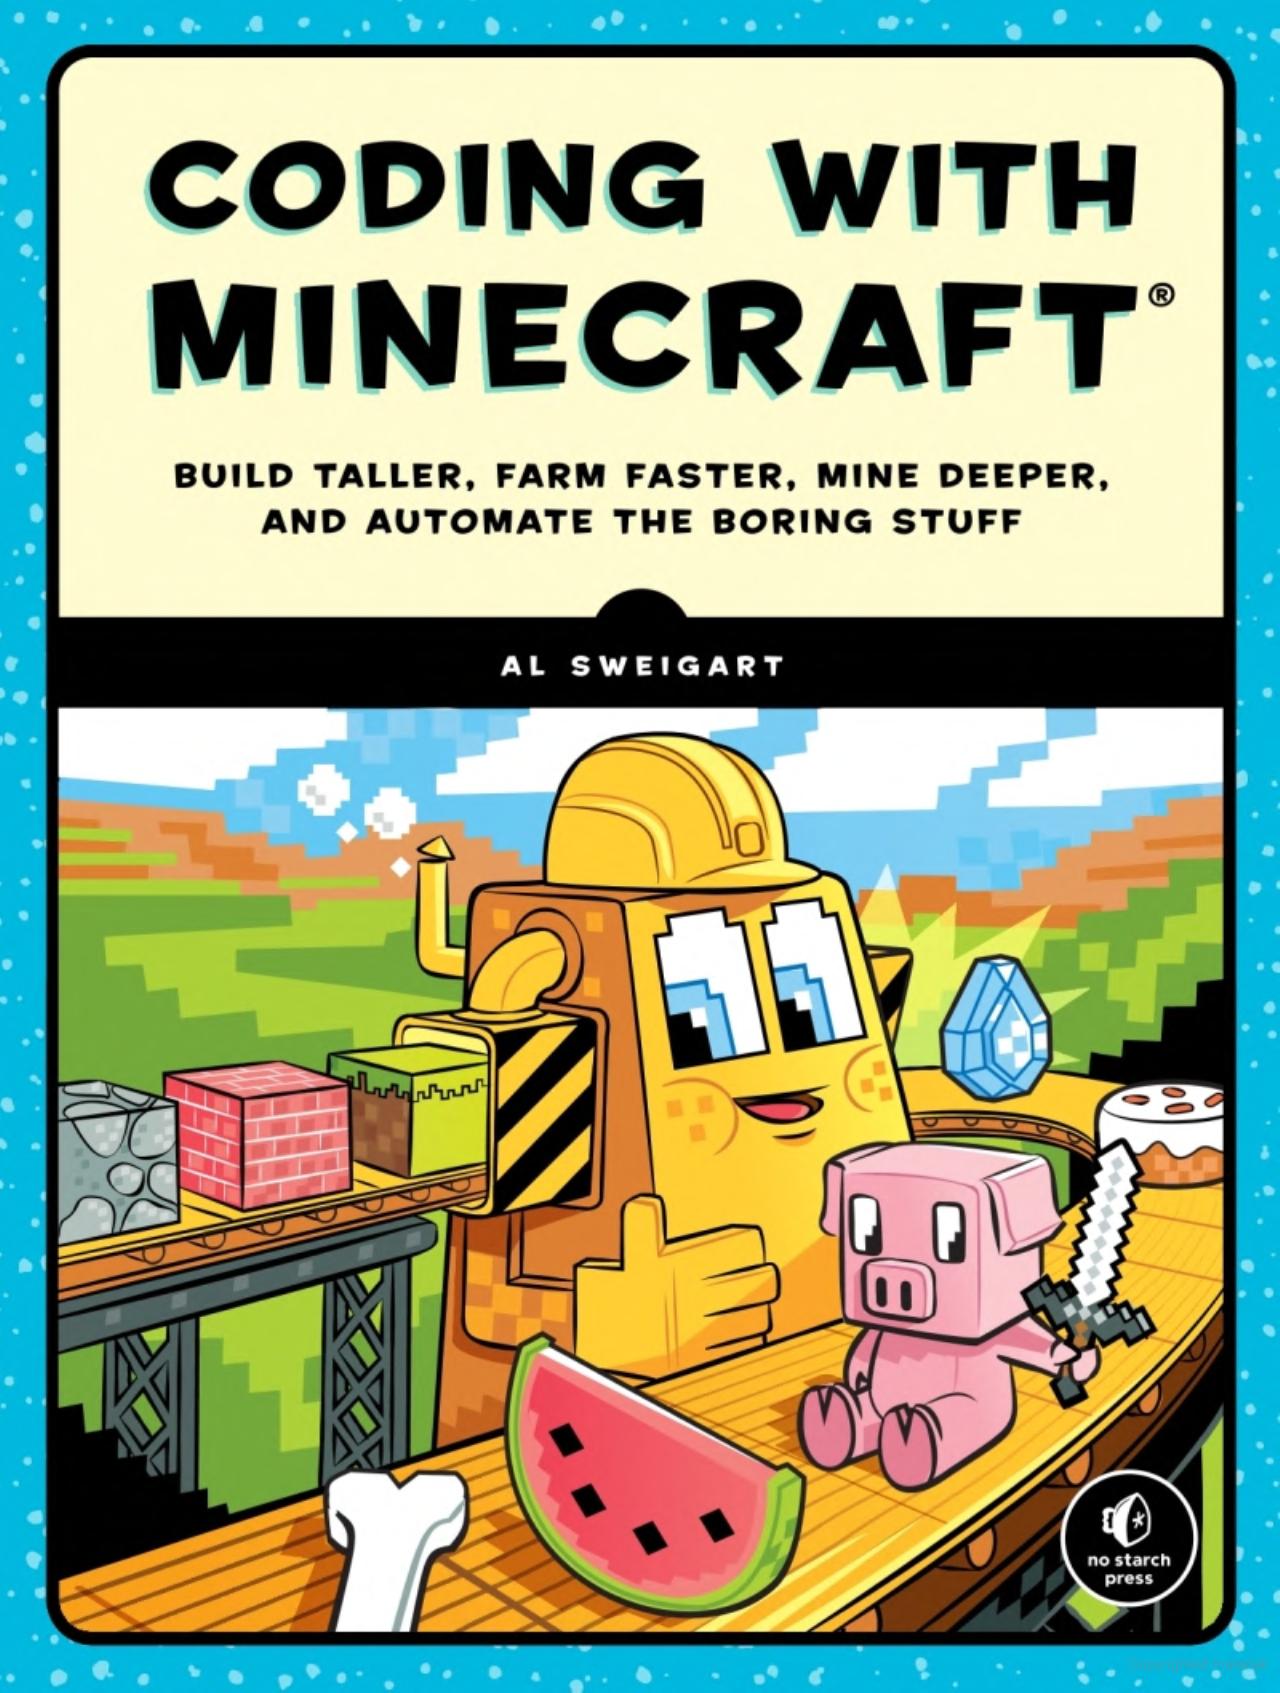 CODING WITH
MINECRAFT®
BUILD TALLER, FARM FASTER, MINE DEEPER,
AND AUTOMATE THE BORING STUFF
AL SWEIGART
no starch
press